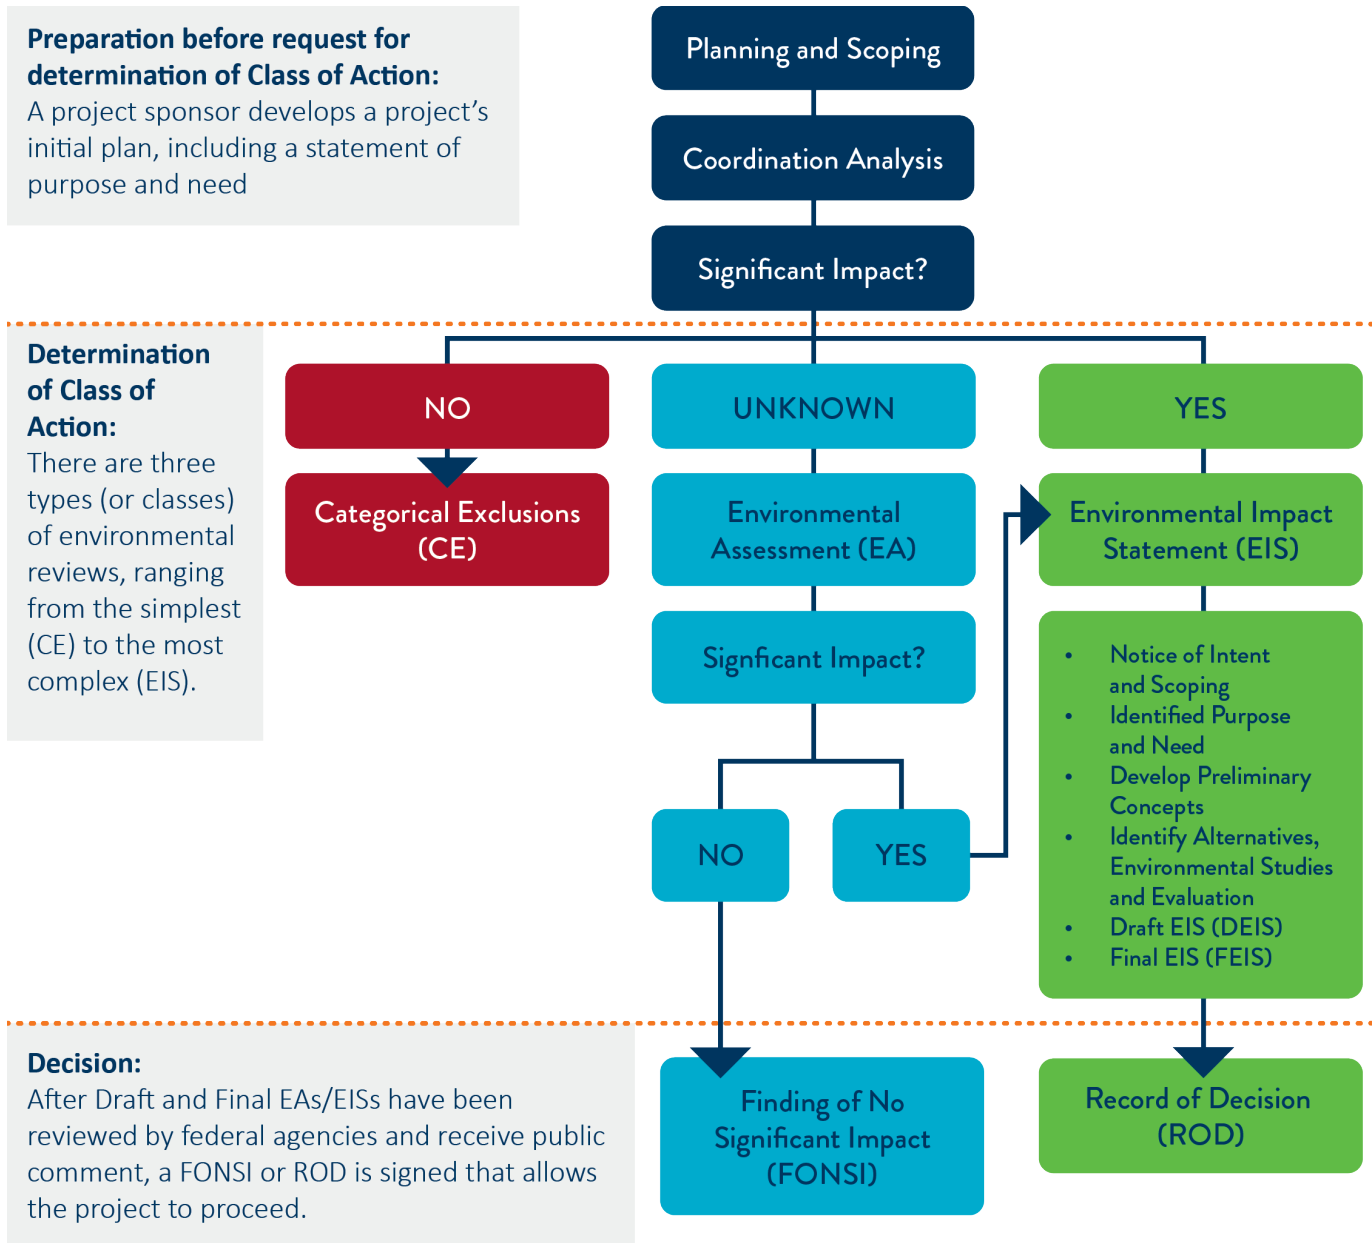 Preparation before request for
determination of Class of Action:
A project sponsor develops a project's
initial plan, including a statement of
purpose and need
Planning and Scoping
Coordination Analysis
Significant Impact?
Determination
of Class of
Action:
There are three
types (or classes)
of environmental
reviews, ranging
from the simplest
(CE) to the most
complex (EIS).
NO
Categorical Exclusions
(CE)
UNKNOWN
Environmental
Assessment (EA)
Signficant Impact?
NO
YES
YES
Environmental Impact
Statement (EIS)
• Notice of Intent
and Scoping
• Identified Purpose
and Need
• Develop Preliminary
Concepts
• Identify Alternatives,
Environmental Studies
and Evaluation
• Draft EIS (DEIS)
• Final EIS (FEIS)
Decision:
After Draft and Final EAs/EISs have been
reviewed by federal agencies and receive public
comment, a FONSI or ROD is signed that allows
the project to proceed.
Finding of No
Significant Impact
(FONSI)
Record of Decision
(ROD)